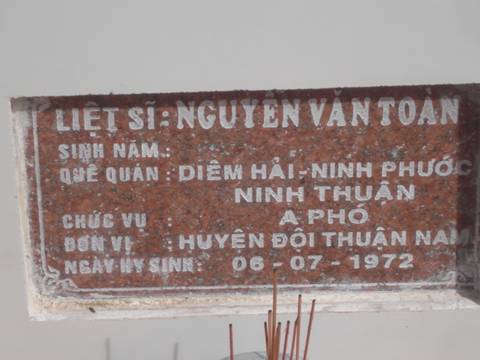 LIỆT SĨ: NGUYỄN VĂN TOÀN
SINH NĂM:
QUÊ QUÁN : DIÊM HẢI - NINH PHƯỚC
NINH THUẬN
CHỨC VỤ : A PHÓ
ĐƠN VỊ : HUYỆN ĐỘI THUẬN NAM
NGÀY HY SINH: 06 - 07 - 1972